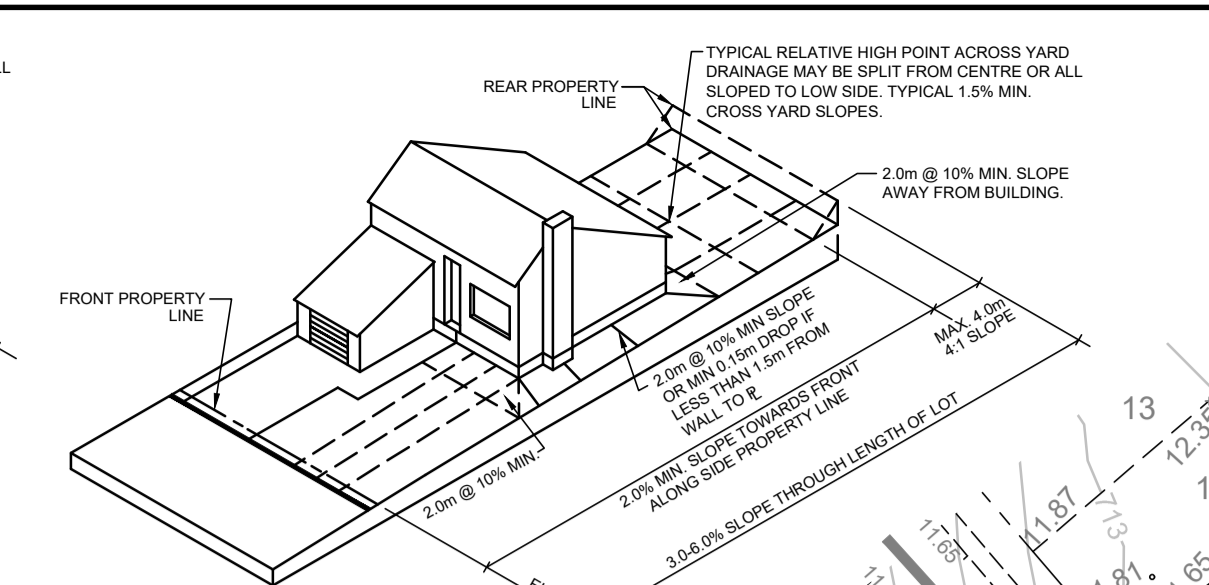 TYPICAL RELATIVE HIGH POINT ACROSS YARD
DRAINAGE MAY BE SPLIT FROM CENTRE OR ALL
SLOPED TO LOW SIDE. TYPICAL 1.5% MIN.
CROSS YARD SLOPES.
REAR PROPERTY
LINE
2.0m @ 10% MIN. SLOPE
AWAY FROM BUILDING.
FRONT PROPERTY
LINE
2.0m @ 10% MIN SLOPE
OR MIN 0.15m DROP IF
LESS THAN 1.5m FROM
WALL TO ⅊
MAX. 4.0m
4:1 SLOPE
2.0m @ 10% MIN.
2.0% MIN. SLOPE TOWARDS FRONT
ALONG SIDE PROPERTY LINE
3.0-6.0% SLOPE THROUGH LENGTH OF LOT
13
12.35
11.87
713
11.65